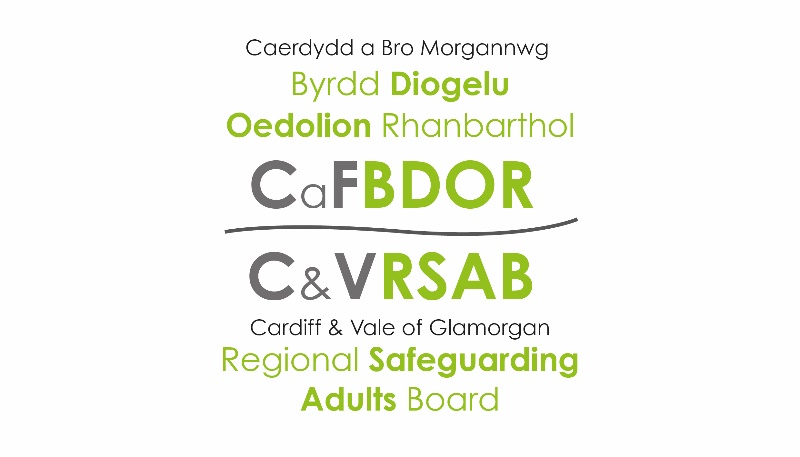 Caerdydd a Bro Morgannwg
Byrdd Diogelu
Oedolion Rhanbarthol
CaFBDOR
C&VRSAB
Cardiff & Vale of Glamorgan
Regional Safeguarding
Adults Board